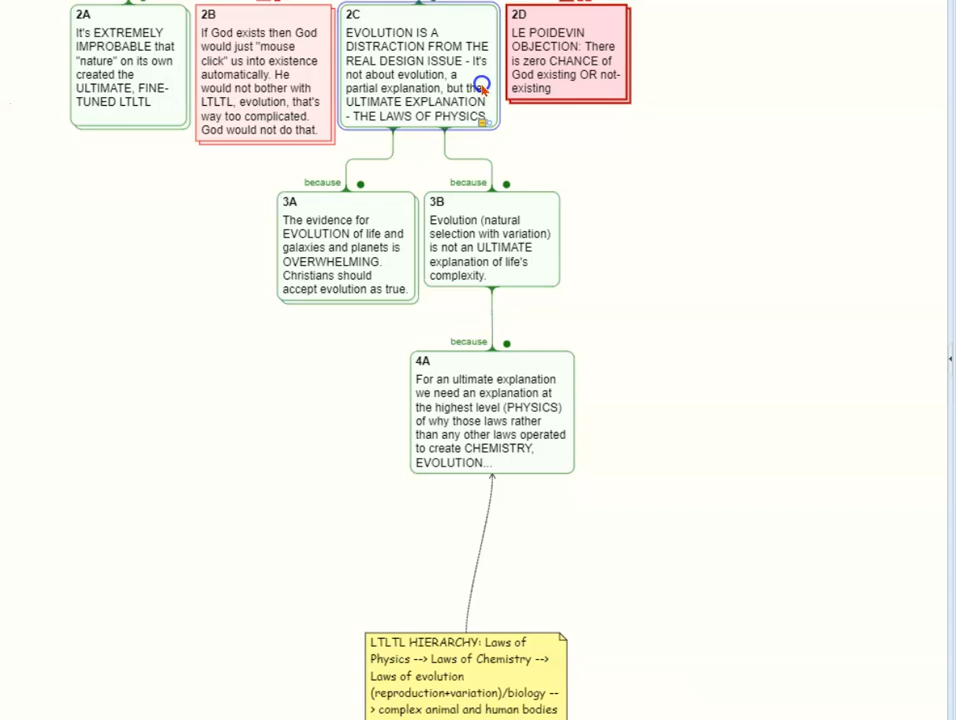 2A
It's EXTREMELY
IMPROBABLE that
"nature" on its own
created the
ULTIMATE, FINE-
TUNED LTLTL
2B
If God exists then God
would just "mouse
click" us into existence
automatically. He
would not bother with
LTLTL, evolution, that's
way too complicated.
God would not do that.
2C
EVOLUTION IS A
DISTRACTION FROM THE
REAL DESIGN ISSUE - It's
not about evolution, a
partial explanation, but the
ULTIMATE EXPLANATION
- THE LAWS OF PHYSICS
2D
LE POIDEVIN
OBJECTION: There
is zero CHANCE of
God existing OR not-
existing
because
because
3A
The evidence for
EVOLUTION of life and
galaxies and planets is
OVERWHELMING.
Christians should
accept evolution as true.
3B
Evolution (natural
selection with variation)
is not an ULTIMATE
explanation of life's
complexity.
because
4A
For an ultimate explanation
we need an explanation at
the highest level (PHYSICS)
of why those laws rather
than any other laws operated
to create CHEMISTRY,
EVOLUTION...
LTLTL HIERARCHY: Laws of
Physics --> Laws of Chemistry -->
Laws of evolution
(reproduction+variation)/biology --
> complex animal and human bodies